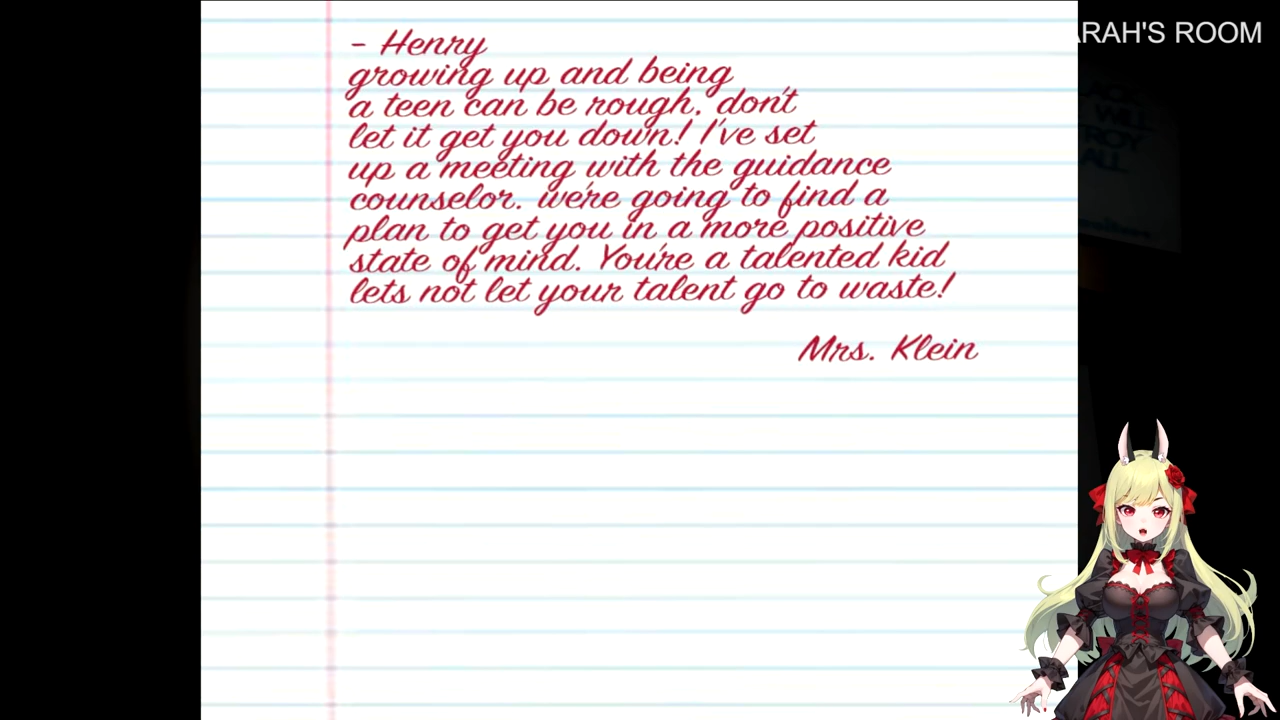 ARAH'S ROOM
- Henry
growing up and being
a teen can be rough, don't
let it get you down! I've set
up a meeting with the guidance
counselor. we're going to find a
plan to get you in a more positive
state of mind. You're a talented kid
lets not let your talent go to waste!
Mrs. Klein
WILL
ALL.